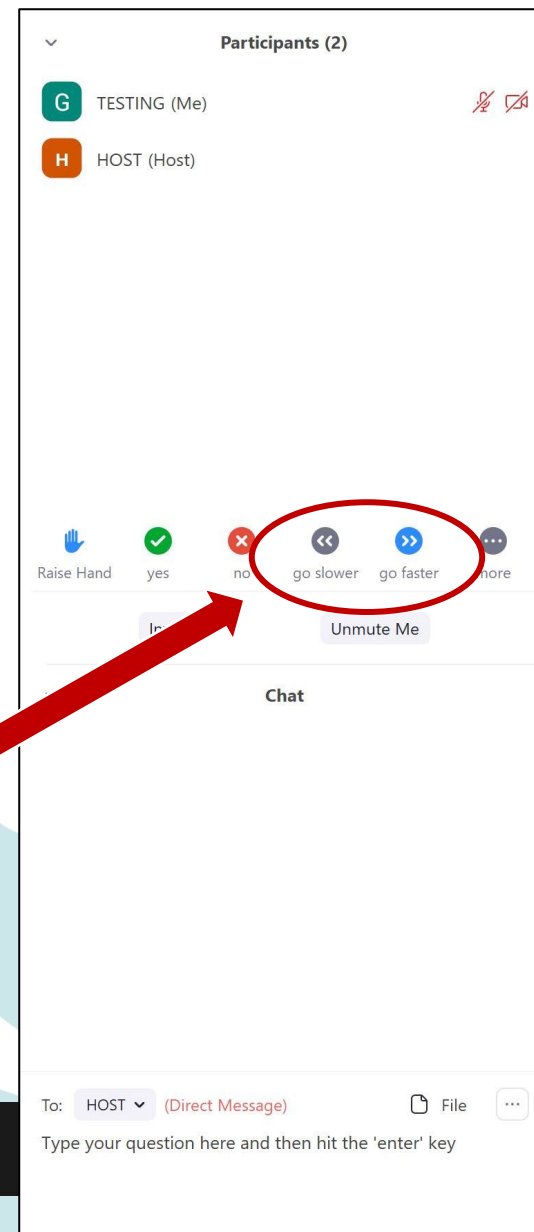 Participants (2)
G TESTING (Me)
H HOST (Host)
Raise Hand yes no go slower go faster more
Unmute Me
Chat
To: HOST (Direct Message) File
Type your question here and then hit the 'enter' key